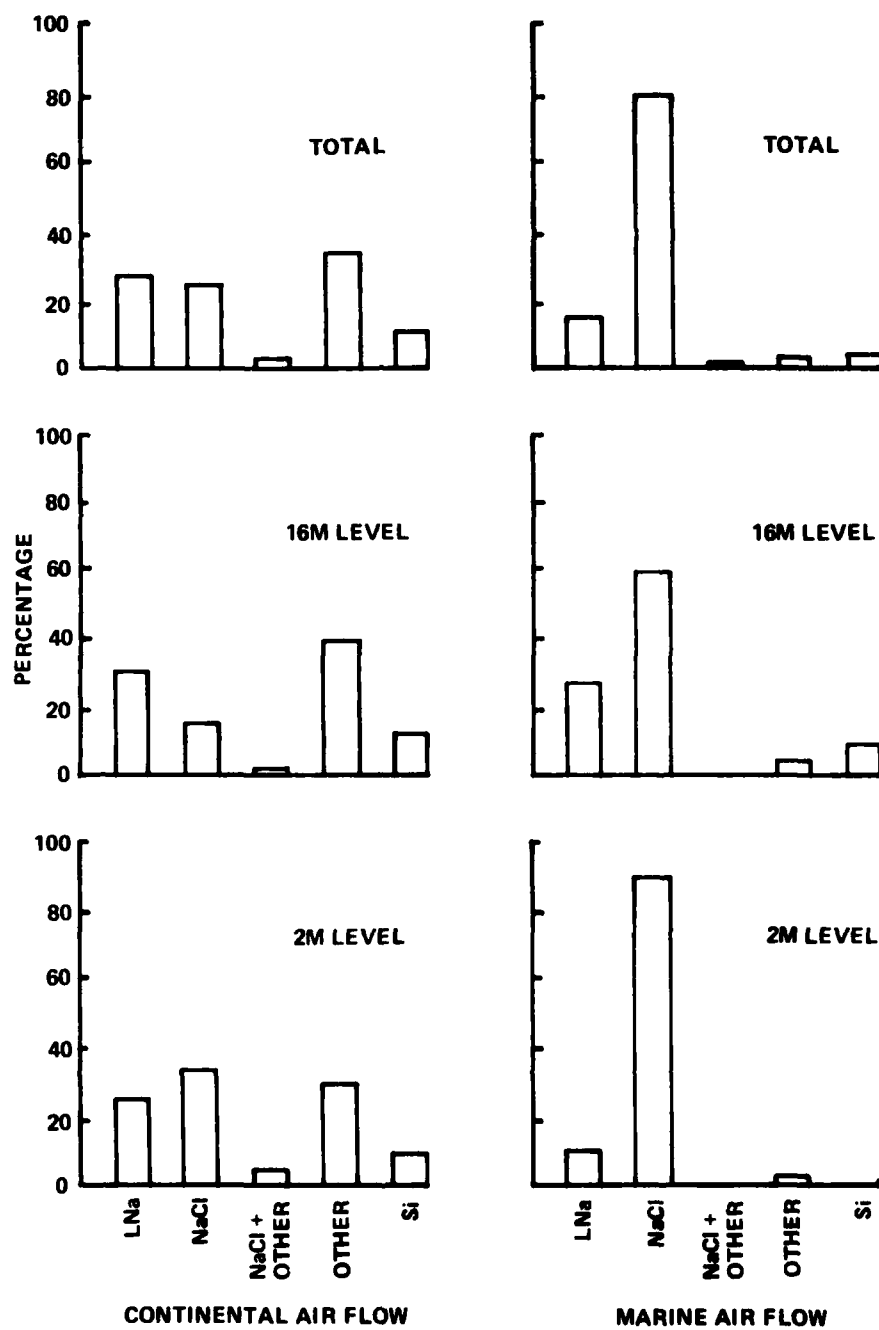 100
80
60
40
20
0
TOTAL
TOTAL
100
80
60
40
20
0
16M LEVEL
16M LEVEL
PERCENTAGE
100
80
60
40
20
0
2M LEVEL
2M LEVEL
LNa
NaCl
NaCl +
OTHER
OTHER
Si
LNa
NaCl
NaCl +
OTHER
OTHER
Si
CONTINENTAL AIR FLOW
MARINE AIR FLOW